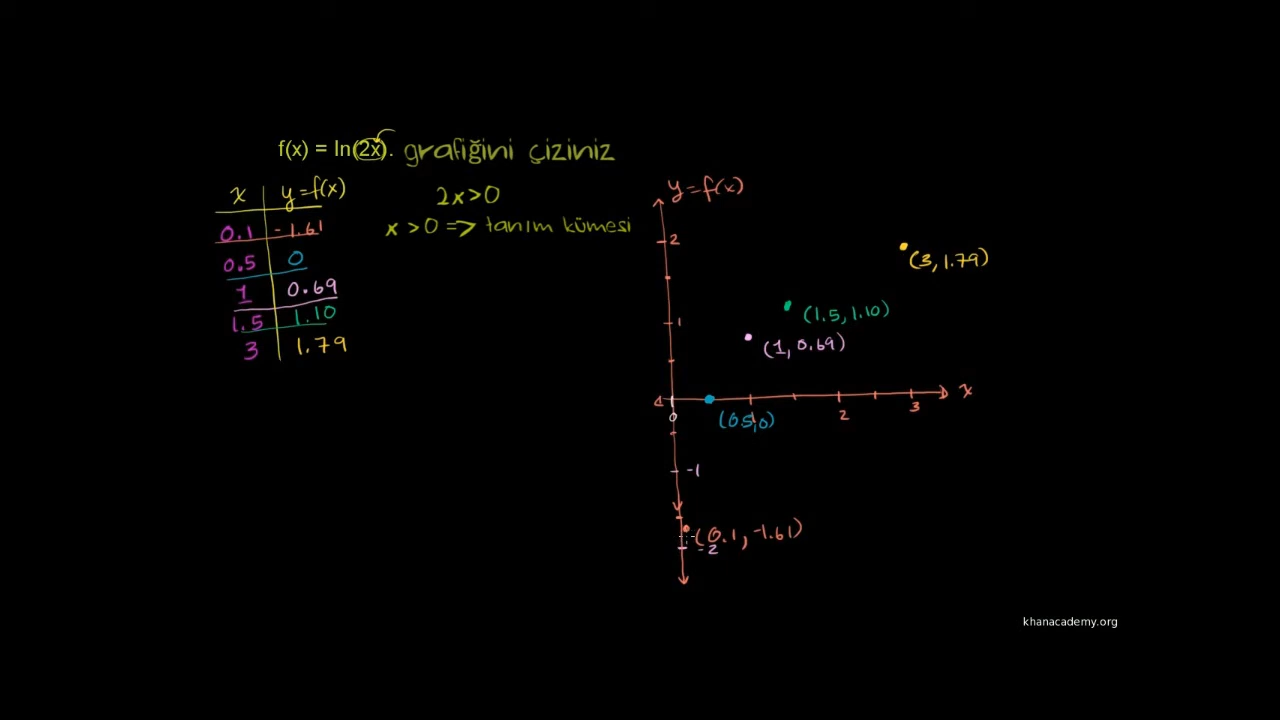 f(x) = ln(2x). grafiğini çiziniz
x y=f(x)
0.1 -1.61
0.5 0
1 0.69
1.5 1.10
3 1.79
2x>0
x>0 => tanım kümesi
y=f(x)
2
(3, 1.79)
1
(1.5, 1.10)
(1, 0.69)
x
0
(0.5, 0)
1
2
3
-1
(0.1, -1.61)
-2
khanacademy.org